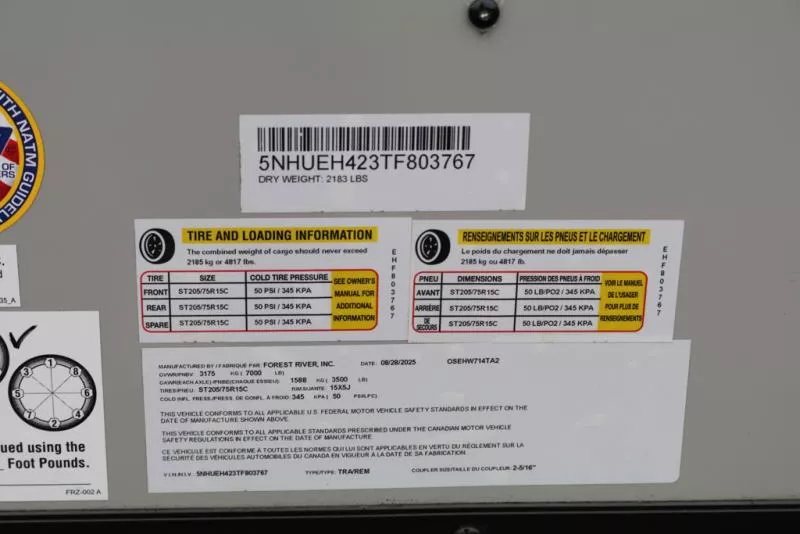 WITH NATM GUIDEL
OF
ERS
35_A
5NHUEH423TF803767
DRY WEIGHT: 2183 LBS
TIRE AND LOADING INFORMATION
The combined weight of cargo should never exceed
2185 kg or 4817 lbs.
TIRE SIZE COLD TIRE PRESSURE SEE OWNER'S MANUAL FOR ADDITIONAL INFORMATION
FRONT ST205/75R15C 50 PSI / 345 KPA
REAR ST205/75R15C 50 PSI / 345 KPA
SPARE ST205/75R15C 50 PSI / 345 KPA
EHF803767
RENSEIGNEMENTS SUR LES PNEUS ET LE CHARGEMENT
Le poids du chargement ne doit jamais dépasser
2185 kg ou 4817 lb.
PNEU DIMENSIONS PRESSION DES PNEUS À FROID VOIR LE MANUEL DE L'USAGER POUR PLUS DE RENSEIGNEMENTS
AVANT ST205/75R15C 50 LB/PO2 / 345 KPA
ARRIÈRE ST205/75R15C 50 LB/PO2 / 345 KPA
DE SECOURS ST205/75R15C 50 LB/PO2 / 345 KPA
EHF803767
MANUFACTURED BY / FABRIQUÉ PAR: FOREST RIVER, INC. DATE: 08/28/2025 OSEHW714TA2
GVWR/PNBV 3175 KG ( 7000 LB)
GAWR(EACH AXLE)-PNBE(CHAQUE ESSIEU): 1588 KG ( 3500 LB)
TIRES/PNEU: ST205/75R15C RIM/JANTE: 15X5J
COLD INFL. PRESS./PRESS. DE GONFL. À FROID: 345 KPA ( 50 PSI/LPC)
THIS VEHICLE CONFORMS TO ALL APPLICABLE U.S. FEDERAL MOTOR VEHICLE SAFETY STANDARDS IN EFFECT ON THE
DATE OF MANUFACTURE SHOWN ABOVE.
THIS VEHICLE CONFORMS TO ALL APPLICABLE STANDARDS PRESCRIBED UNDER THE CANADIAN MOTOR VEHICLE
SAFETY REGULATIONS IN EFFECT ON THE DATE OF MANUFACTURE
CE VÉHICULE EST CONFORME À TOUTES LES NORMES QUI LUI SONT APPLICABLES EN VERTU DU RÈGLEMENT SUR LA
SÉCURITÉ DES VÉHICULES AUTOMOBILES DU CANADA EN VIGUEUR À LA DATE DE SA FABRICATION.
V.I.N./N.I.V.: 5NHUEH423TF803767 TYPE/TYPE: TRA/REM COUPLER SIZE/TAILLE DU COUPLEUR: 2-5/16"
ued using the
Foot Pounds.
FRZ-002 A